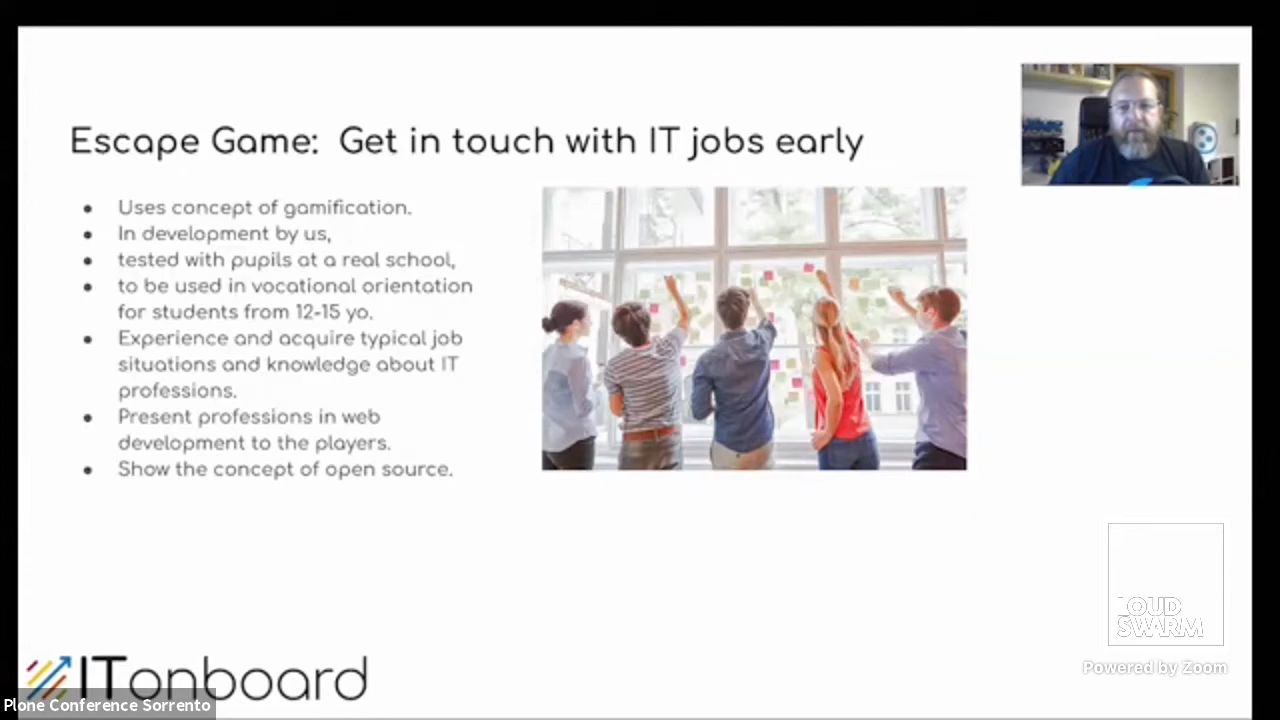 Escape Game: Get in touch with IT jobs early
● Uses concept of gamification.
● In development by us,
● tested with pupils at a real school,
● to be used in vocational orientation
for students from 12-15 yo.
● Experience and acquire typical job
situations and knowledge about IT
professions.
● Present professions in web
development to the players.
● Show the concept of open source.
LOUD
SWARM
Powered by Zoom
ITonboard
Plone Conference Sorrento